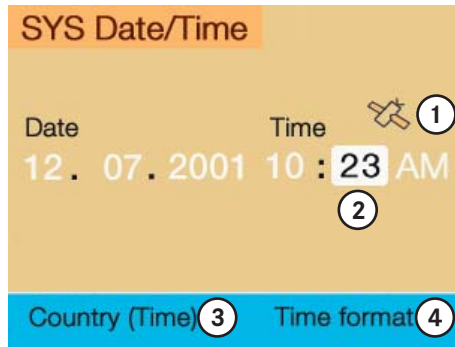 SYS Date/Time
Date Time 1
12. 07. 2001 10 : 23 AM
2
Country (Time) 3 Time format 4